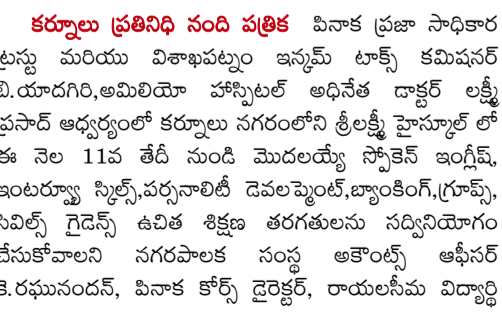 కర్నూలు ప్రతినిధి నంది పత్రిక పినాక ప్రజా సాధికార
ట్రస్టు మరియు విశాఖపట్నం ఇన్కమ్ టాక్స్ కమిషనర్
బి.యాదగిరి,అమిలియో హాస్పిటల్ అధినేత డాక్టర్ లక్ష్మీ
ప్రసాద్ ఆధ్వర్యంలో కర్నూలు నగరంలోని శ్రీలక్ష్మీ హైస్కూల్ లో
ఈ నెల 11వ తేదీ నుండి మొదలయ్యే స్పోకెన్ ఇంగ్లీష్,
ఇంటర్వ్యూ స్కిల్స్,పర్సనాలిటీ డెవలప్మెంట్,బ్యాంకింగ్,గ్రూప్స్,
సివిల్స్ గైడెన్స్ ఉచిత శిక్షణ తరగతులను సద్వినియోగం
చేసుకోవాలని నగరపాలక సంస్థ అకౌంట్స్ ఆఫీసర్
కె.రఘునందన్, పినాక కోర్స్ డైరెక్టర్, రాయలసీమ విద్యార్థి